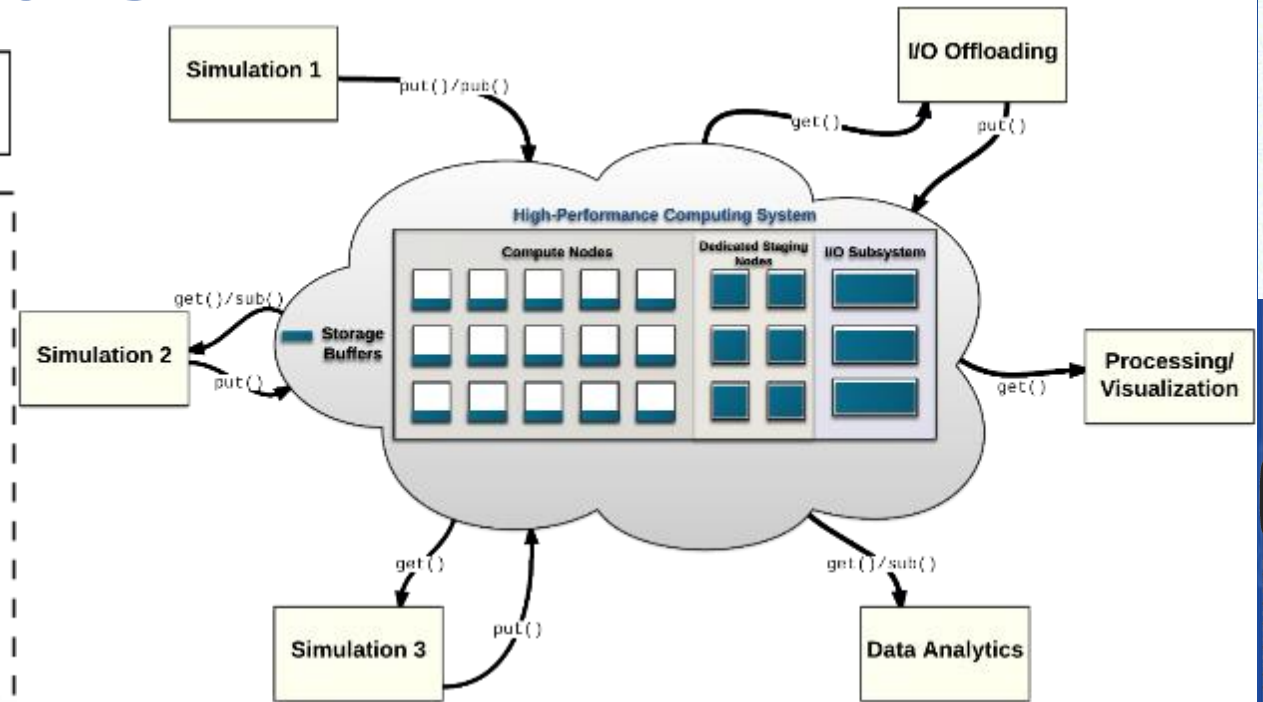 Simulation 1
put()/pub()
I/O Offloading
get()
put()
High-Performance Computing System
Compute Nodes
Dedicated Staging
Nodes
I/O Subsystem
get()/sub()
Simulation 2
put()
Storage
Buffers
Processing/
Visualization
get()
get()
get()/sub()
put()
Simulation 3
Data Analytics